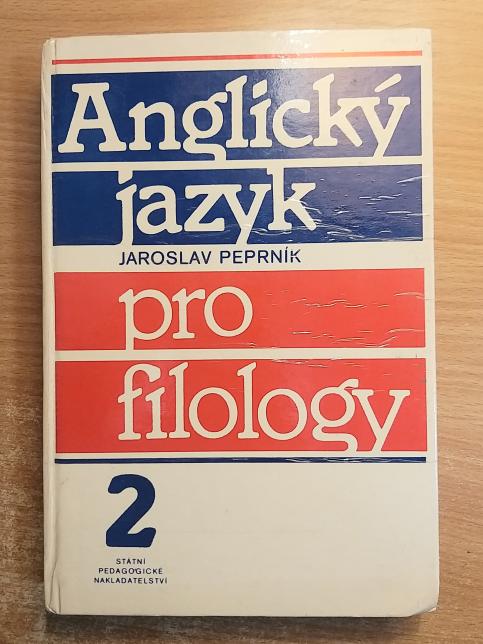 Anglický
jazyk
JAROSLAV PEPRNÍK
pro
filology
2
STÁTNÍ
PEDAGOGICKÉ
NAKLADATELSTVÍ